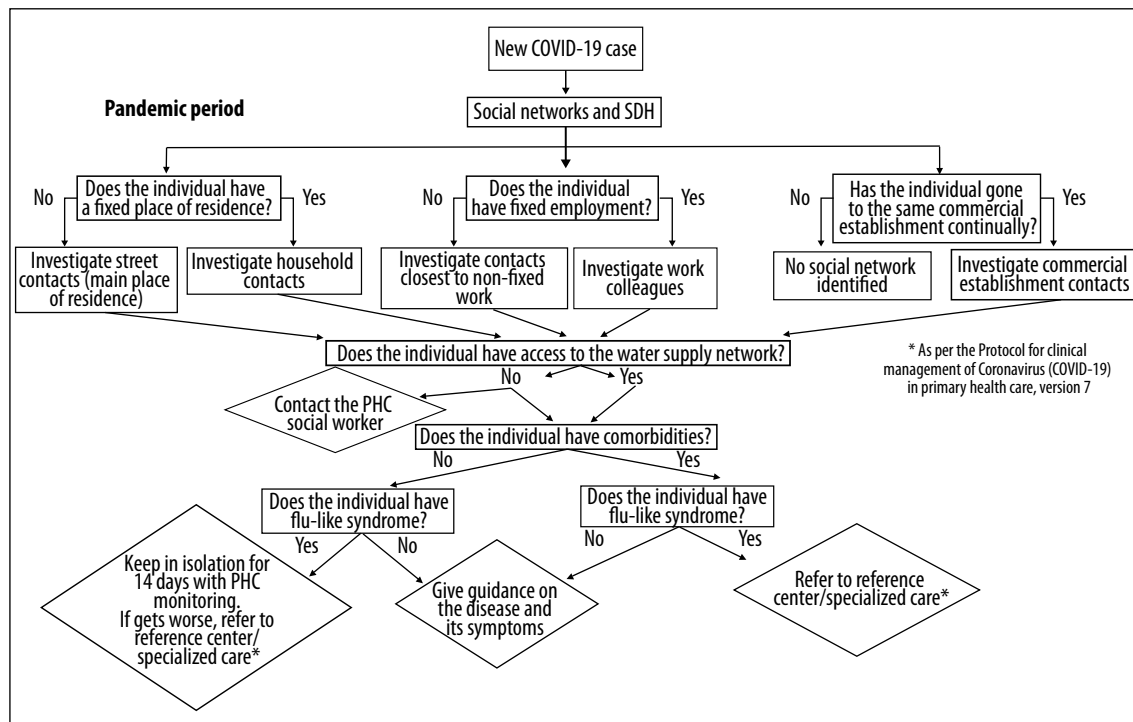 New COVID-19 case
Pandemic period
Social networks and SDH
No
Does the individual have
a fixed place of residence?
Yes
No
Does the individual
have fixed employment?
Yes
No
Has the individual gone
to the same commercial
establishment continually?
Yes
Investigate street
contacts (main place
of residence)
Investigate household
contacts
Investigate contacts
closest to non-fixed
work
Investigate work
colleagues
No social network
identified
Investigate commercial
establishment contacts
Does the individual have access to the water supply network?
* As per the Protocol for clinical
management of Coronavirus (COVID-19)
in primary health care, version 7
No
Yes
Contact the PHC
social worker
Does the individual have comorbidities?
No
Yes
Does the individual have
flu-like syndrome?
Does the individual have
flu-like syndrome?
Yes
No
No
Yes
Keep in isolation for
14 days with PHC
monitoring.
If gets worse, refer to
reference center/
specialized care*
Give guidance on
the disease and
its symptoms
Refer to reference
center/specialized care*